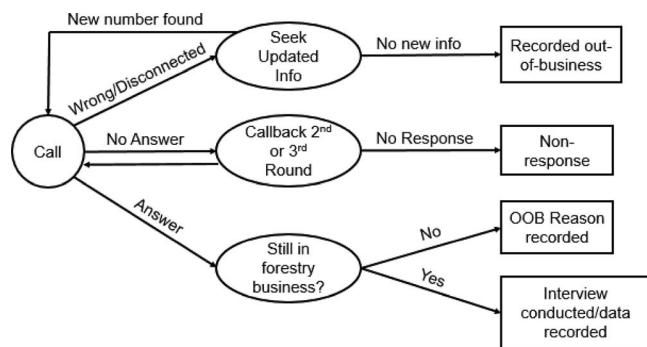 New number found
Seek
Updated
Info
No new info
Recorded out-
of-business
Wrong/Disconnected
Call
No Answer
Callback 2nd
or 3rd
Round
No Response
Non-
response
Answer
Still in
forestry
business?
No
OOB Reason
recorded
Yes
Interview
conducted/data
recorded